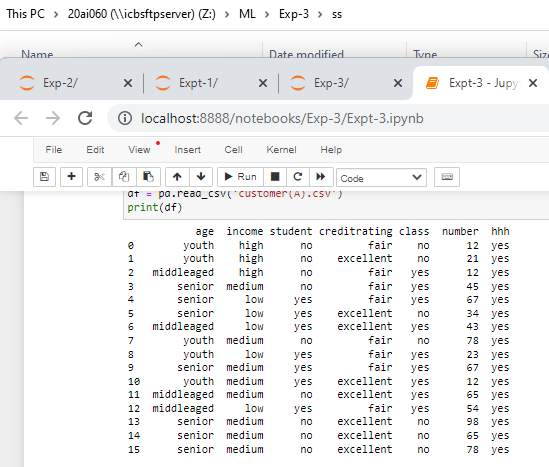 This PC > 20ai060 (\\icbsftpserver) (Z:) > ML > Exp-3 > ss
Name Date modified Type Size
Exp-2/ × Expt-1/ × Exp-3/ × Expt-3 - Jupy ×
localhost:8888/notebooks/Exp-3/Expt-3.ipynb
File Edit View Insert Cell Kernel Help
Run Code
df = pd.read_csv('customer(A).csv')
print(df)
age income student creditrating class number hhh
0 youth high no fair no 12 yes
1 youth high no excellent no 21 yes
2 middleaged high no fair yes 12 yes
3 senior medium no fair yes 45 yes
4 senior low yes fair yes 67 yes
5 senior low yes excellent no 34 yes
6 middleaged low yes excellent yes 43 yes
7 youth medium no fair no 78 yes
8 youth low yes fair yes 23 yes
9 senior medium yes fair yes 67 yes
10 youth medium yes excellent yes 12 yes
11 middleaged medium no excellent yes 65 yes
12 middleaged low yes fair yes 54 yes
13 senior medium no excellent no 98 yes
14 senior medium no excellent no 65 yes
15 senior medium no excellent no 78 yes